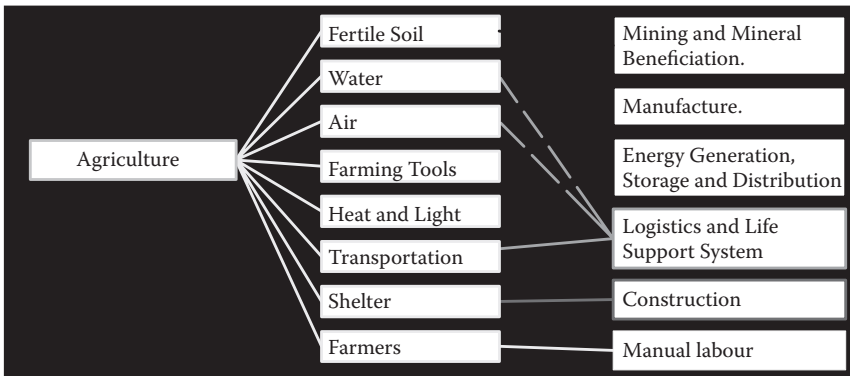 Agriculture
Fertile Soil
Water
Air
Farming Tools
Heat and Light
Transportation
Shelter
Farmers
Mining and Mineral
Beneficiation.
Manufacture.
Energy Generation,
Storage and Distribution
Logistics and Life
Support System
Construction
Manual labour